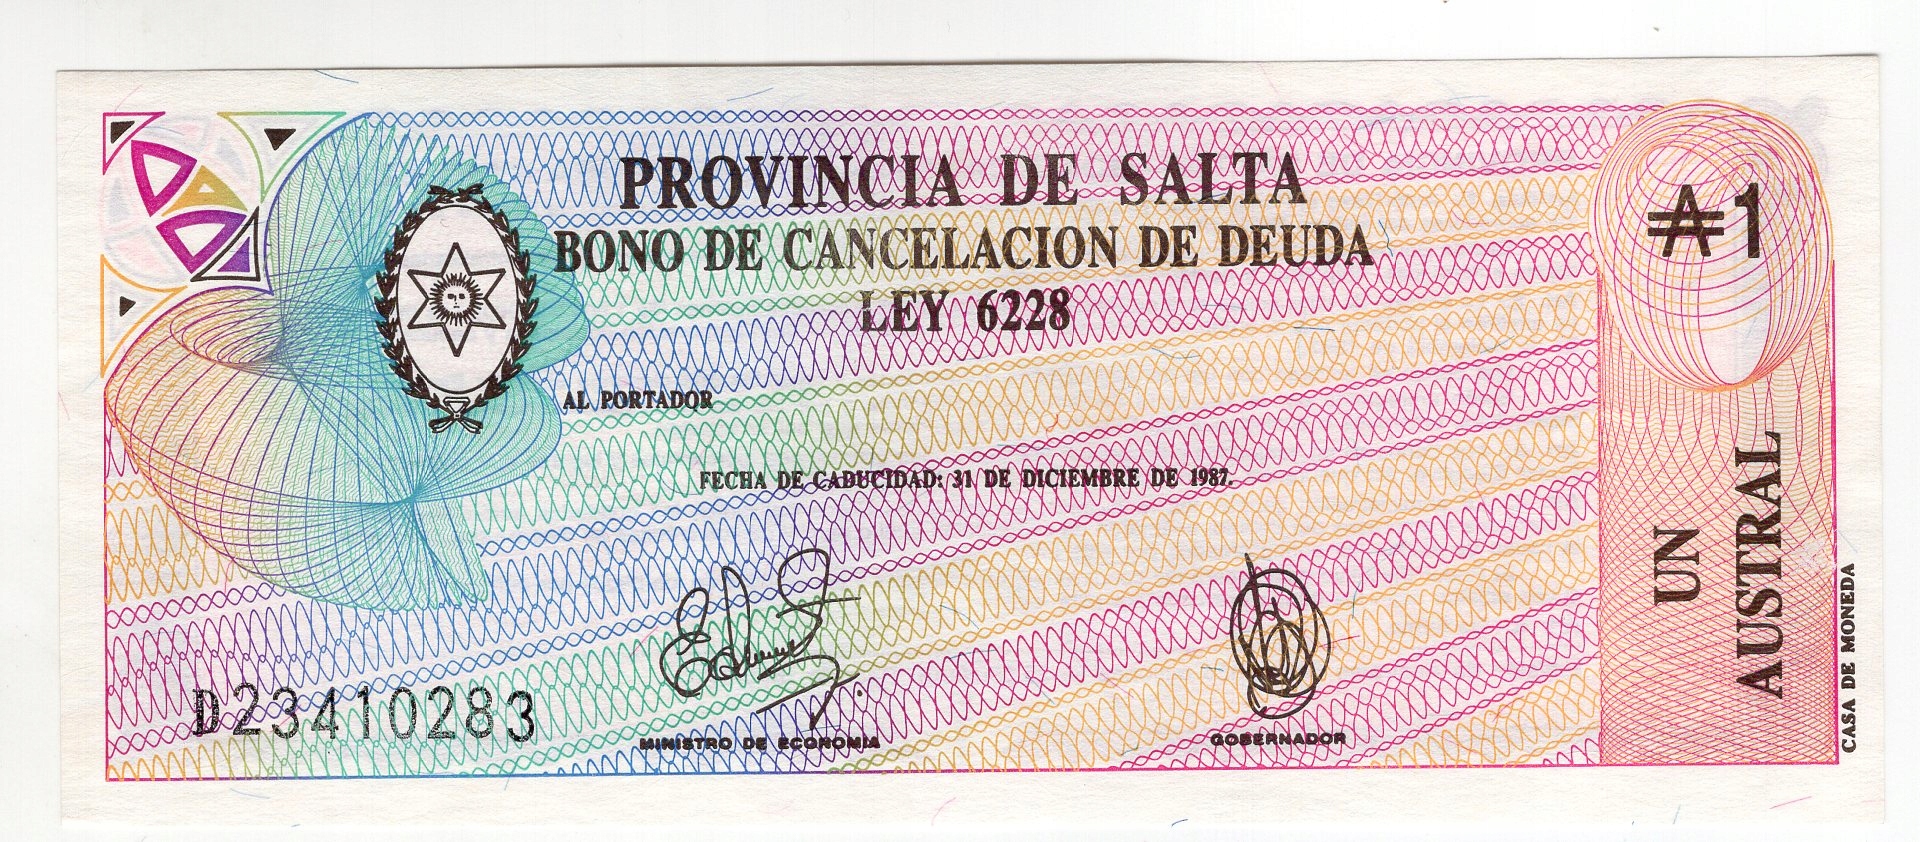 PROVINCIA DE SALTA
BONO DE CANCELACION DE DEUDA
LEY 6228
₳1
AL PORTADOR
FECHA DE CADUCIDAD: 31 DE DICIEMBRE DE 1987.
UN
AUSTRAL
D23410283
MINISTRO DE ECONOMIA
GOBERNADOR
CASA DE MONEDA